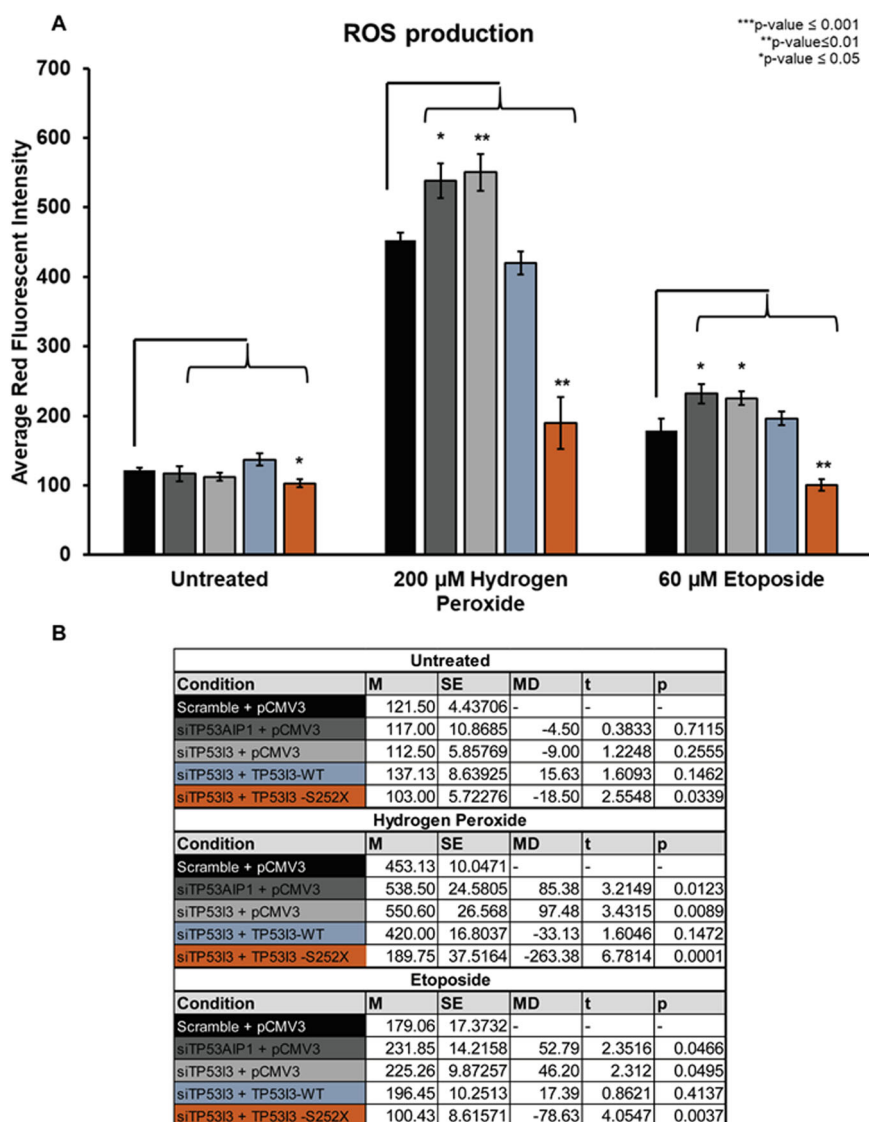 A
ROS production
***p-value ≤ 0.001
**p-value≤0.01
*p-value ≤ 0.05
Average Red Fluorescent Intensity
700
600
500
400
300
200
100
0
*
*
**
**
*
*
**
Untreated
200 µM Hydrogen
Peroxide
60 µM Etoposide
B
Untreated
Condition M SE MD t p
Scramble + pCMV3 121.50 4.43706 - - -
siTP53AIP1 + pCMV3 117.00 10.8685 -4.50 0.3833 0.7115
siTP53I3 + pCMV3 112.50 5.85769 -9.00 1.2248 0.2555
siTP53I3 + TP53I3-WT 137.13 8.63925 15.63 1.6093 0.1462
siTP53I3 + TP53I3 -S252X 103.00 5.72276 -18.50 2.5548 0.0339
Hydrogen Peroxide
Condition M SE MD t p
Scramble + pCMV3 453.13 10.0471 - - -
siTP53AIP1 + pCMV3 538.50 24.5805 85.38 3.2149 0.0123
siTP53I3 + pCMV3 550.60 26.568 97.48 3.4315 0.0089
siTP53I3 + TP53I3-WT 420.00 16.8037 -33.13 1.6046 0.1472
siTP53I3 + TP53I3 -S252X 189.75 37.5164 -263.38 6.7814 0.0001
Etoposide
Condition M SE MD t p
Scramble + pCMV3 179.06 17.3732 - - -
siTP53AIP1 + pCMV3 231.85 14.2158 52.79 2.3516 0.0466
siTP53I3 + pCMV3 225.26 9.87257 46.20 2.312 0.0495
siTP53I3 + TP53I3-WT 196.45 10.2513 17.39 0.8621 0.4137
siTP53I3 + TP53I3 -S252X 100.43 8.61571 -78.63 4.0547 0.0037